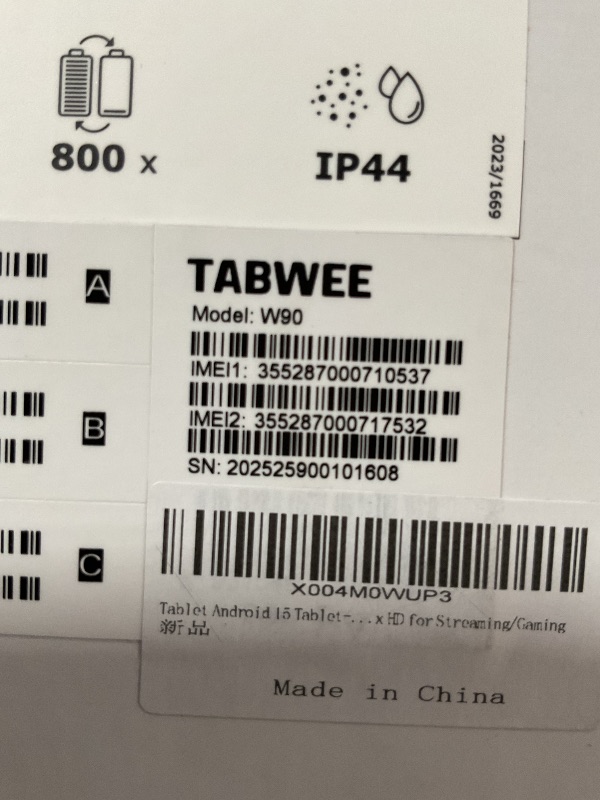 800 x
IP44
2023/1669
TABWEE
Model: W90
A
IMEI1: 355287000710537
B
IMEI2: 355287000717532
SN: 202525900101608
C
X004M0WUP3
Tablet Android 15 Tablet-...x HD for Streaming/Gaming
新品
Made in China